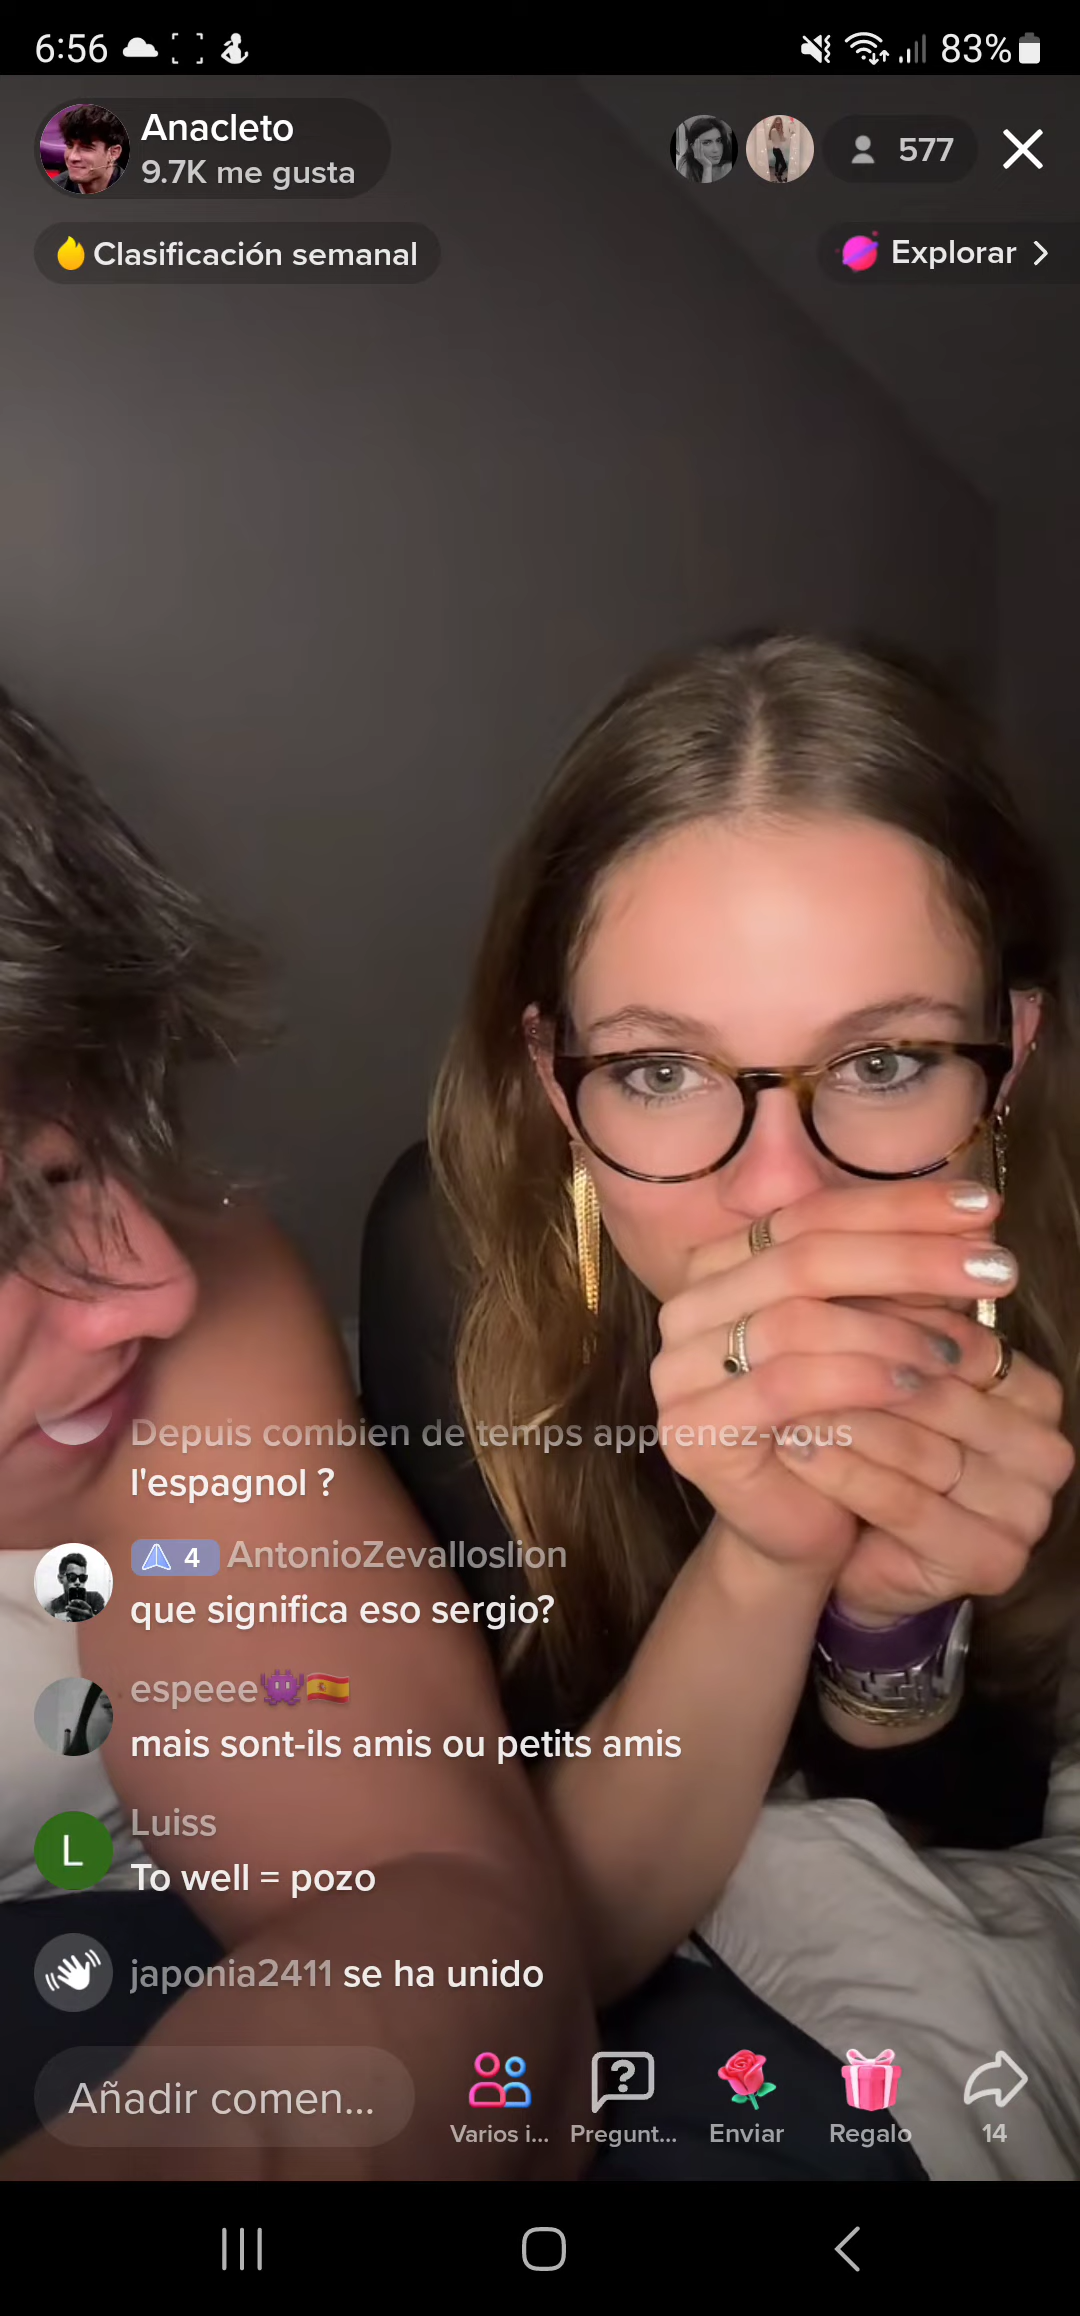 6:56
83%
Anacleto
9.7K me gusta
577
Clasificación semanal
Explorar
Depuis combien de temps apprenez-vous
l'espagnol ?
4 AntonioZevalloslion
que significa eso sergio?
espeee
mais sont-ils amis ou petits amis
L
Luiss
To well = pozo
japonia2411 se ha unido
Añadir comen...
Varios i...
Pregunt...
Enviar
Regalo
14